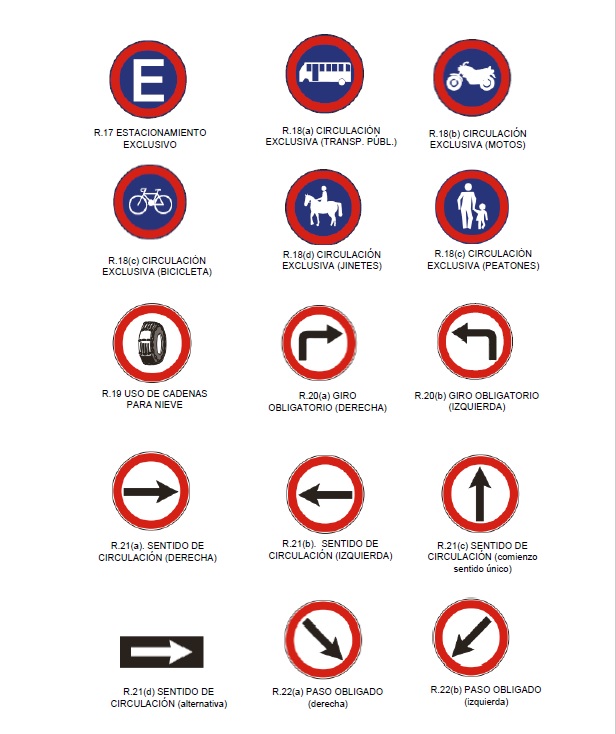 E
R.17 ESTACIONAMIENTO
EXCLUSIVO
R.18(a) CIRCULACIÓN
EXCLUSIVA (TRANSP. PÚBL.)
R.18(b) CIRCULACIÓN
EXCLUSIVA (MOTOS)
R.18(c) CIRCULACIÓN
EXCLUSIVA (BICICLETA)
R.18(d) CIRCULACIÓN
EXCLUSIVA (JINETES)
R.18(c) CIRCULACIÓN
EXCLUSIVA (PEATONES)
R.19 USO DE CADENAS
PARA NIEVE
R.20(a) GIRO
OBLIGATORIO (DERECHA)
R.20(b) GIRO OBLIGATORIO
(IZQUIERDA)
R.21(a). SENTIDO DE
CIRCULACIÓN (DERECHA)
R.21(b). SENTIDO DE
CIRCULACIÓN (IZQUIERDA)
R.21(c) SENTIDO DE
CIRCULACIÓN (comienzo
sentido único)
R.21(d) SENTIDO DE
CIRCULACIÓN (alternativa)
R.22(a) PASO OBLIGADO
(derecha)
R.22(b) PASO OBLIGADO
(izquierda)